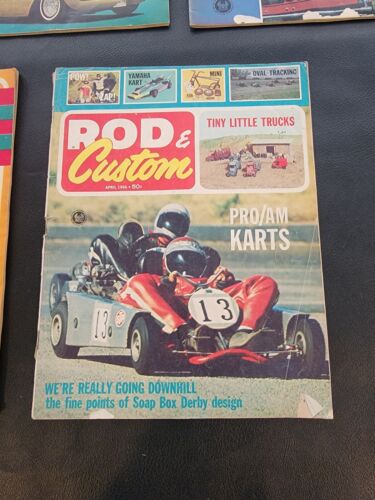 POW!
ZAP!
YAMAHA
KART
MINI
OVAL TRACKING
ROD &
Custom
TINY LITTLE TRUCKS
PRO/AM
KARTS
13
13
WE'RE REALLY GOING DOWNHILL
the fine points of Soap Box Derby design